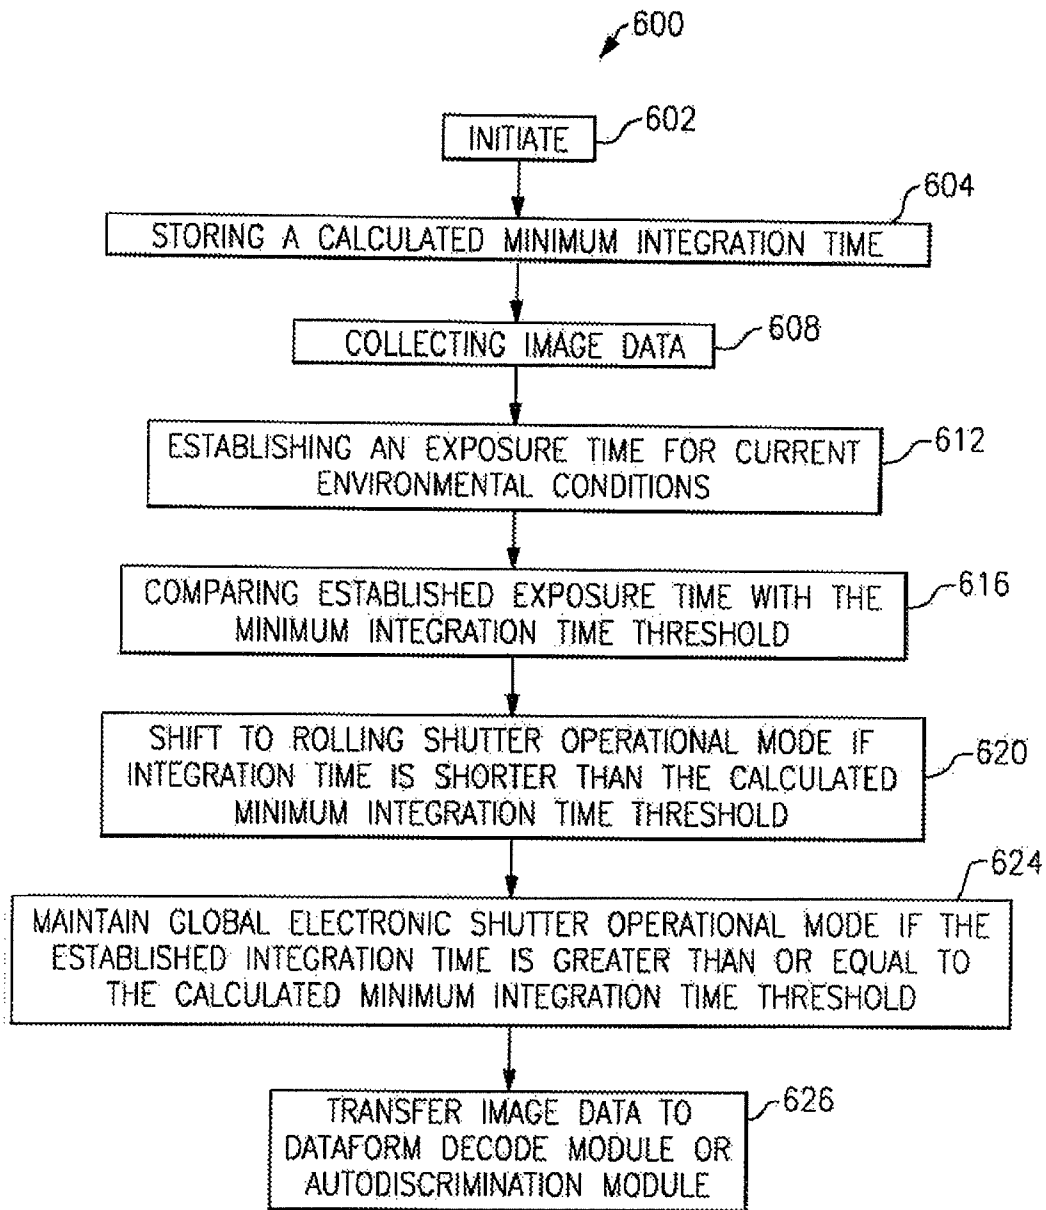 600
INITIATE
602
STORING A CALCULATED MINIMUM INTEGRATION TIME
604
COLLECTING IMAGE DATA
608
ESTABLISHING AN EXPOSURE TIME FOR CURRENT
ENVIRONMENTAL CONDITIONS
612
COMPARING ESTABLISHED EXPOSURE TIME WITH THE
MINIMUM INTEGRATION TIME THRESHOLD
616
SHIFT TO ROLLING SHUTTER OPERATIONAL MODE IF
INTEGRATION TIME IS SHORTER THAN THE CALCULATED
MINIMUM INTEGRATION TIME THRESHOLD
620
MAINTAIN GLOBAL ELECTRONIC SHUTTER OPERATIONAL MODE IF THE
ESTABLISHED INTEGRATION TIME IS GREATER THAN OR EQUAL TO
THE CALCULATED MINIMUM INTEGRATION TIME THRESHOLD
624
TRANSFER IMAGE DATA TO
DATAFORM DECODE MODULE OR
AUTODISCRIMINATION MODULE
626